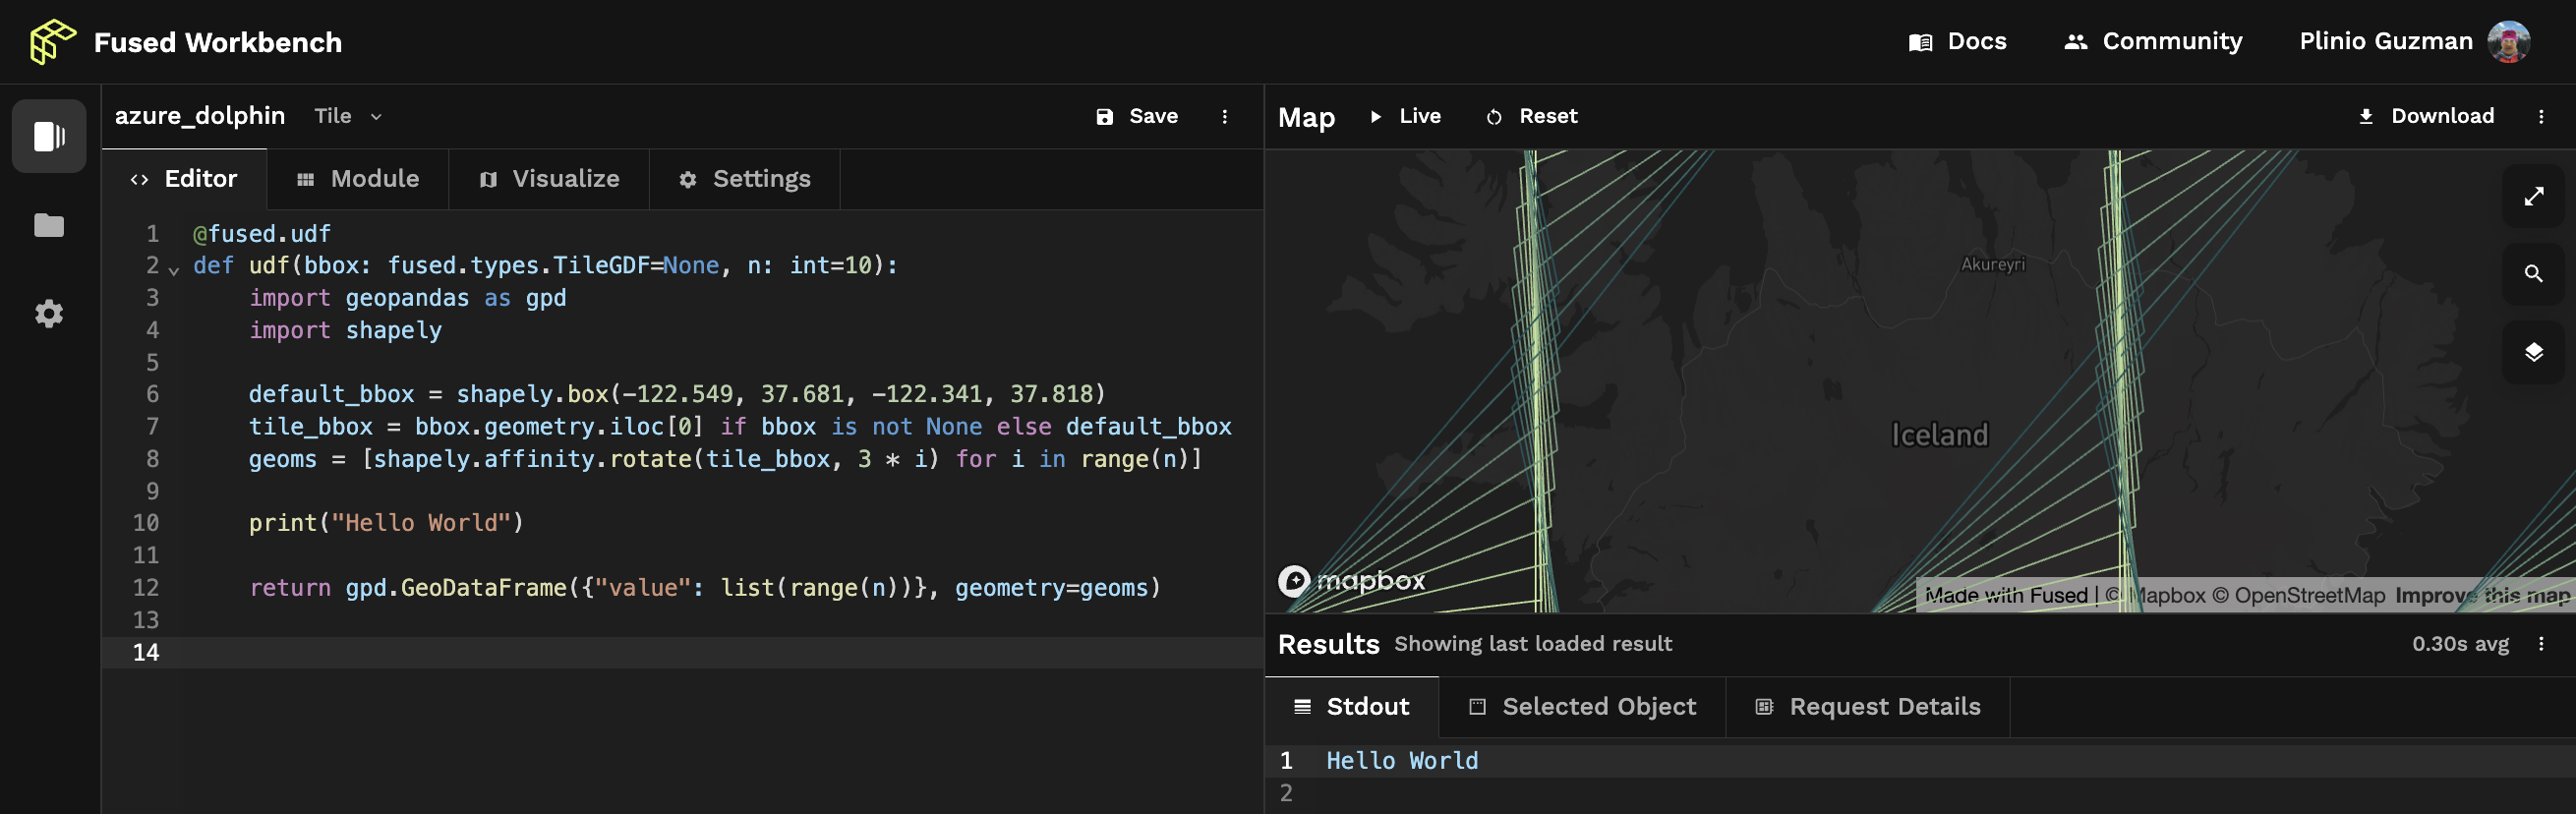 Fused Workbench
Docs
Community
Plinio Guzman
azure_dolphin
Tile
Save
Map
Live
Reset
Download
Editor
Module
Visualize
Settings
1 @fused.udf
2 def udf(bbox: fused.types.TileGDF=None, n: int=10):
3     import geopandas as gpd
4     import shapely
5
6     default_bbox = shapely.box(-122.549, 37.681, -122.341, 37.818)
7     tile_bbox = bbox.geometry.iloc[0] if bbox is not None else default_bbox
8     geoms = [shapely.affinity.rotate(tile_bbox, 3 * i) for i in range(n)]
9
10     print("Hello World")
11
12     return gpd.GeoDataFrame({"value": list(range(n))}, geometry=geoms)
13
14
Akureyri
Iceland
mapbox
Made with Fused | © Mapbox © OpenStreetMap Improve this map
Results
Showing last loaded result
0.30s avg
Stdout
Selected Object
Request Details
1 Hello World
2